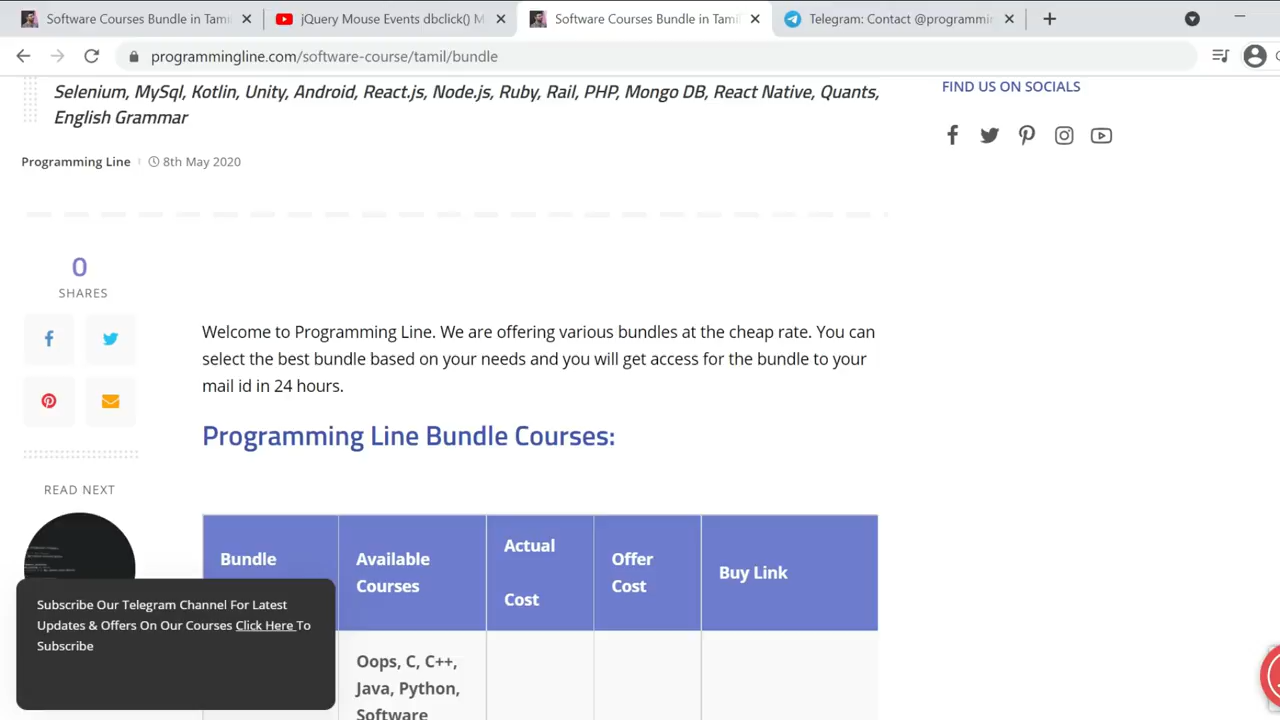 Software Courses Bundle in Tami
jQuery Mouse Events dbclick() M
Software Courses Bundle in Tami
Telegram: Contact @programmin
programmingline.com/software-course/tamil/bundle
Selenium, MySql, Kotlin, Unity, Android, React.js, Node.js, Ruby, Rail, PHP, Mongo DB, React Native, Quants,
English Grammar
FIND US ON SOCIALS
Programming Line
8th May 2020
0
SHARES
Welcome to Programming Line. We are offering various bundles at the cheap rate. You can
select the best bundle based on your needs and you will get access for the bundle to your
mail id in 24 hours.
Programming Line Bundle Courses:
READ NEXT
Bundle
Available
Courses
Actual
Cost
Offer
Cost
Buy Link
Oops, C, C++,
Java, Python,
Software
Subscribe Our Telegram Channel For Latest
Updates & Offers On Our Courses Click Here To
Subscribe